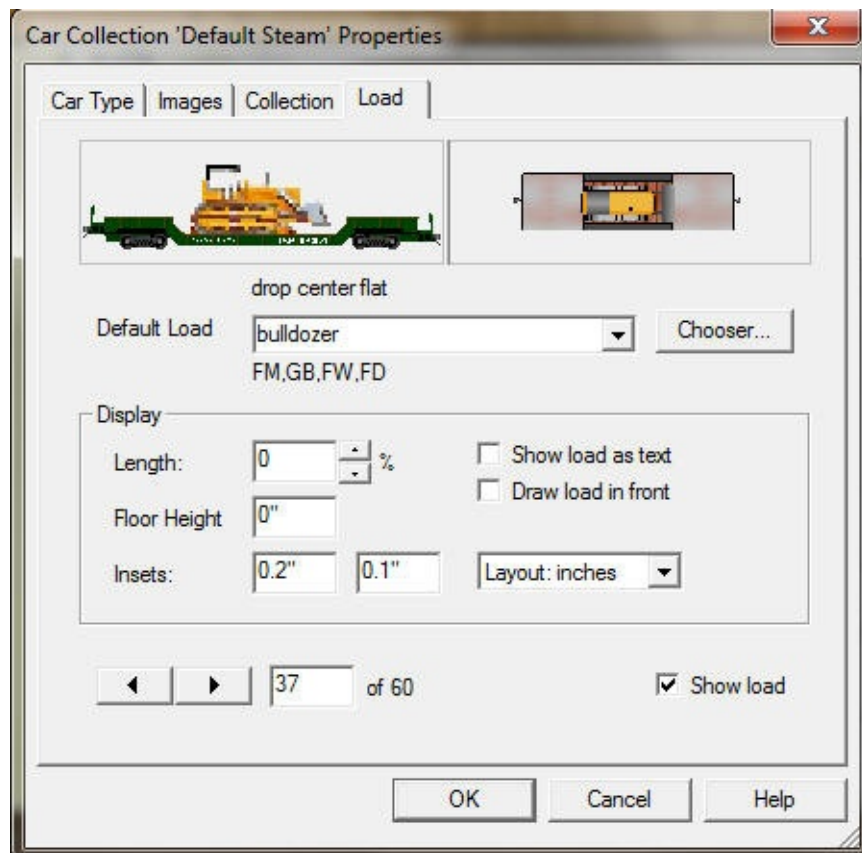 Car Collection 'Default Steam' Properties
Car Type Images Collection Load
drop center flat
Default Load bulldozer Chooser...
FM,GB,FW,FD
Display
Length: 0 % Show load as text
Draw load in front
Floor Height 0"
Insets: 0.2" 0.1" Layout: inches
37 of 60 Show load
OK Cancel Help